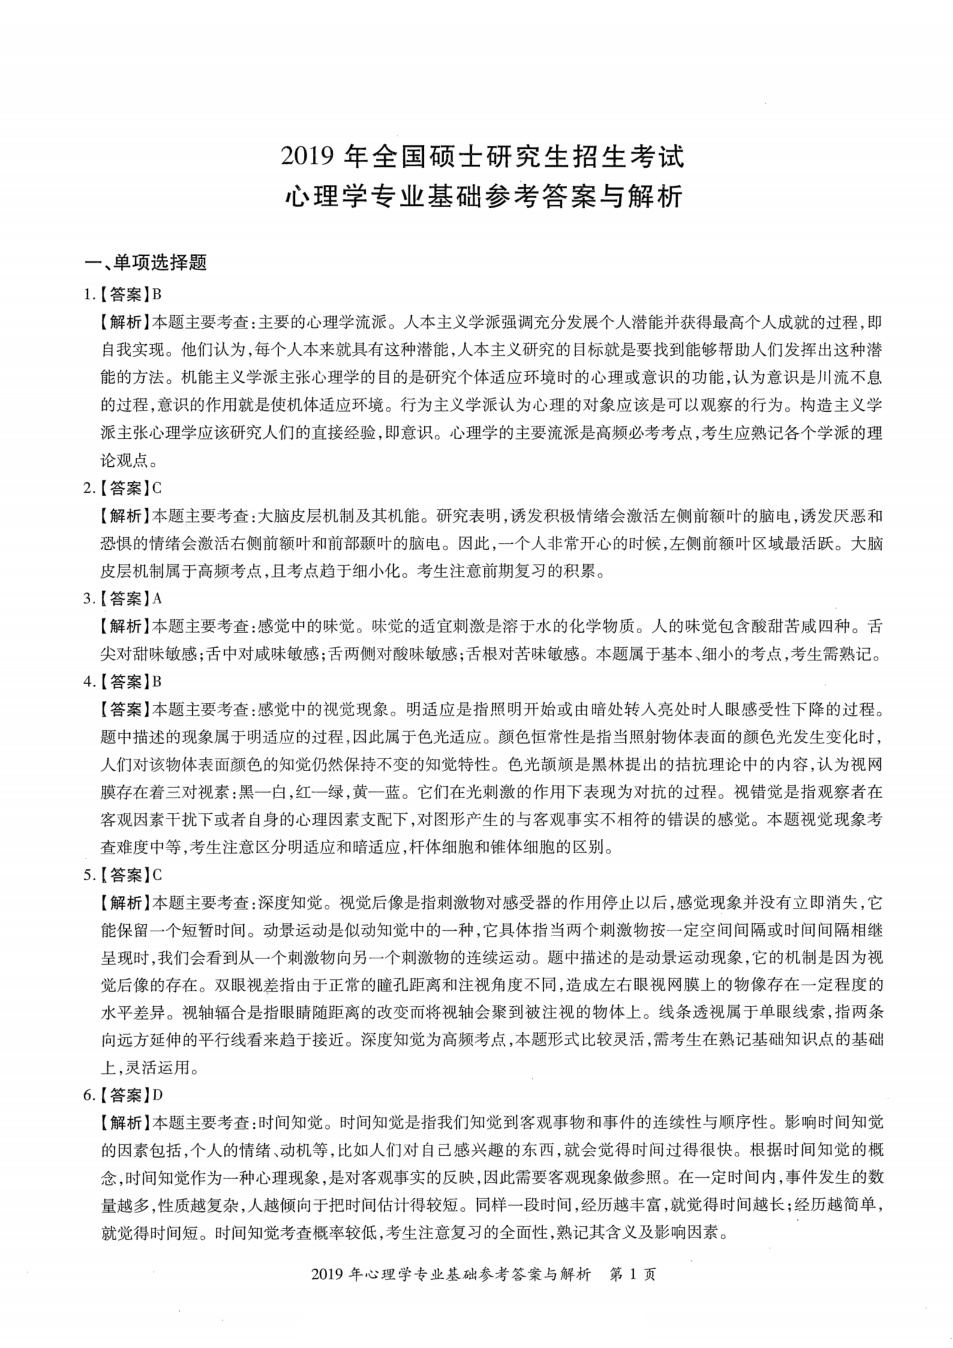 2019 年全国硕士研究生招生考试
心理学专业基础参考答案与解析
一、单项选择题
1.【答案】B
【解析】本题主要考查:主要的心理学流派。人本主义学派强调充分发展个人潜能并获得最高个人成就的过程,即
自我实现。他们认为,每个人本来就具有这种潜能,人本主义研究的目标就是要找到能够帮助人们发挥出这种潜
能的方法。机能主义学派主张心理学的目的是研究个体适应环境时的心理或意识的功能,认为意识是川流不息
的过程,意识的作用就是使机体适应环境。行为主义学派认为心理的对象应该是可以观察的行为。构造主义学
派主张心理学应该研究人们的直接经验,即意识。心理学的主要流派是高频必考考点,考生应熟记各个学派的理
论观点。
2.【答案】C
【解析】本题主要考查:大脑皮层机制及其机能。研究表明,诱发积极情绪会激活左侧前额叶的脑电,诱发厌恶和
恐惧的情绪会激活右侧前额叶和前部颞叶的脑电。因此,一个人非常开心的时候,左侧前额叶区域最活跃。大脑
皮层机制属于高频考点,且考点趋于细小化。考生注意前期复习的积累。
3.【答案】A
【解析】本题主要考查:感觉中的味觉。味觉的适宜刺激是溶于水的化学物质。人的味觉包含酸甜苦咸四种。舌
尖对甜味敏感;舌中对咸味敏感;舌两侧对酸味敏感;舌根对苦味敏感。本题属于基本、细小的考点,考生需熟记。
4.【答案】B
【答案】本题主要考查:感觉中的视觉现象。明适应是指照明开始或由暗处转入亮处时人眼感受性下降的过程。
题中描述的现象属于明适应的过程,因此属于色光适应。颜色恒常性是指当照射物体表面的颜色光发生变化时,
人们对该物体表面颜色的知觉仍然保持不变的知觉特性。色光颉颃是黑林提出的拮抗理论中的内容,认为视网
膜存在着三对视素:黑—白,红—绿,黄—蓝。它们在光刺激的作用下表现为对抗的过程。视错觉是指观察者在
客观因素干扰下或者自身的心理因素支配下,对图形产生的与客观事实不相符的错误的感觉。本题视觉现象考
查难度中等,考生注意区分明适应和暗适应,杆体细胞和锥体细胞的区别。
5.【答案】C
【解析】本题主要考查:深度知觉。视觉后像是指刺激物对感受器的作用停止以后,感觉现象并没有立即消失,它
能保留一个短暂时间。动景运动是似动知觉中的一种,它具体指当两个刺激物按一定空间间隔或时间间隔相继
呈现时,我们会看到从一个刺激物向另一个刺激物的连续运动。题中描述的是动景运动现象,它的机制是因为视
觉后像的存在。双眼视差指由于正常的瞳孔距离和注视角度不同,造成左右眼视网膜上的物像存在一定程度的
水平差异。视轴辐合是指眼睛随距离的改变而将视轴会聚到被注视的物体上。线条透视属于单眼线索,指两条
向远方延伸的平行线看来趋于接近。深度知觉为高频考点,本题形式比较灵活,需考生在熟记基础知识点的基础
上,灵活运用。
6.【答案】D
【解析】本题主要考查:时间知觉。时间知觉是指我们知觉到客观事物和事件的连续性与顺序性。影响时间知觉
的因素包括,个人的情绪、动机等,比如人们对自己感兴趣的东西,就会觉得时间过得很快。根据时间知觉的概
念,时间知觉作为一种心理现象,是对客观事实的反映,因此需要客观现象做参照。在一定时间内,事件发生的数
量越多,性质越复杂,人越倾向于把时间估计得较短。同样一段时间,经历越丰富,就觉得时间越长;经历越简单,
就觉得时间短。时间知觉考查概率较低,考生注意复习的全面性,熟记其含义及影响因素。
2019 年心理学专业基础参考答案与解析 第 1 页